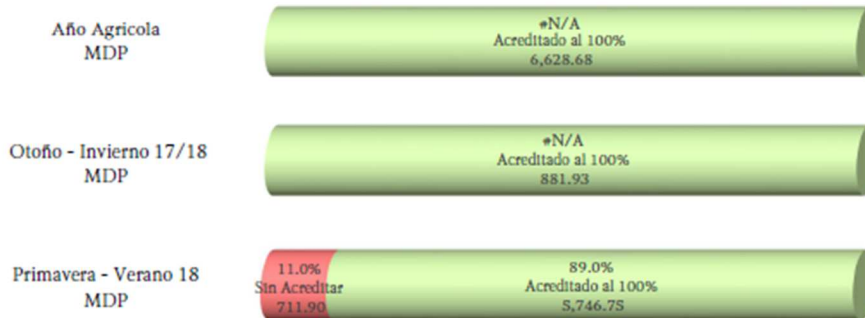 Año Agricola
MDP
#N/A
Acreditado al 100%
6,628.68
Otoño - Invierno 17/18
MDP
#N/A
Acreditado al 100%
881.93
Primavera - Verano 18
MDP
11.0%
Sin Acreditar
711.90
89.0%
Acreditado al 100%
5,746.75